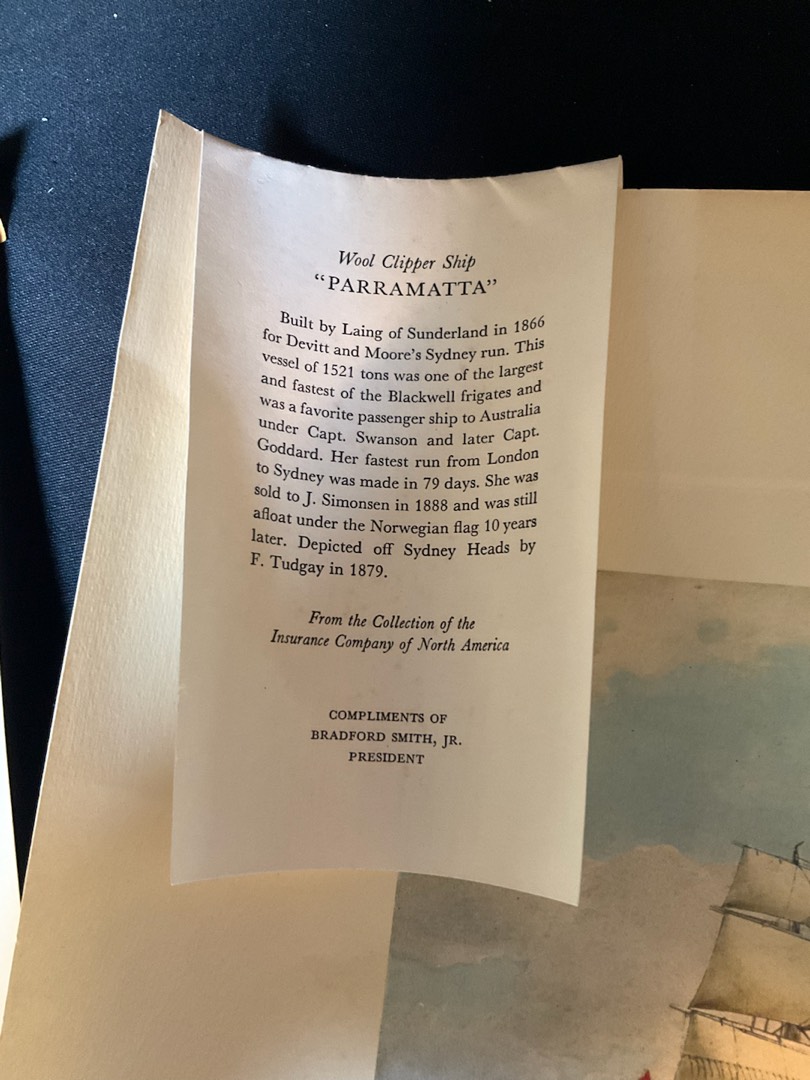 Wool Clipper Ship
“PARRAMATTA”
Built by Laing of Sunderland in 1866
for Devitt and Moore’s Sydney run. This
vessel of 1521 tons was one of the largest
and fastest of the Blackwell frigates and
was a favorite passenger ship to Australia
under Capt. Swanson and later Capt.
Goddard. Her fastest run from London
to Sydney was made in 79 days. She was
sold to J. Simonsen in 1888 and was still
afloat under the Norwegian flag 10 years
later. Depicted off Sydney Heads by
F. Tudgay in 1879.
From the Collection of the
Insurance Company of North America
COMPLIMENTS OF
BRADFORD SMITH, JR.
PRESIDENT